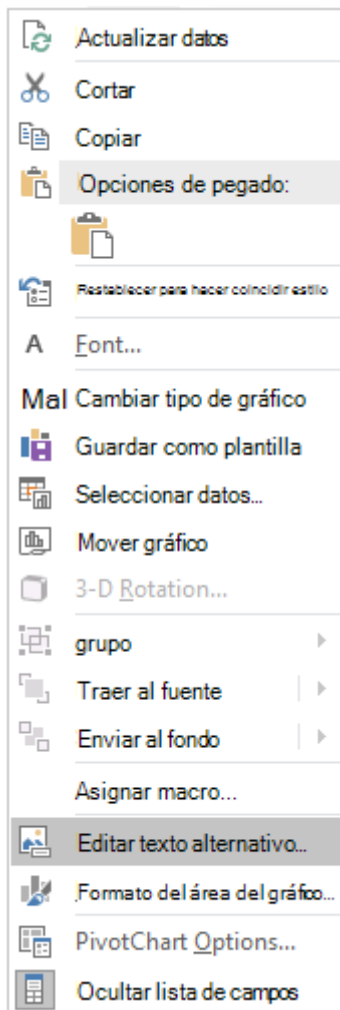 Actualizar datos
Cortar
Copiar
Opciones de pegado:
Restablecer para hacer coincidir estilo
A Font...
Mal Cambiar tipo de gráfico
Guardar como plantilla
Seleccionar datos...
Mover gráfico
3-D Rotation...
grupo
Traer al fuente
Enviar al fondo
Asignar macro...
Editar texto alternativo...
Formato del área del gráfico...
PivotChart Options...
Ocultar lista de campos